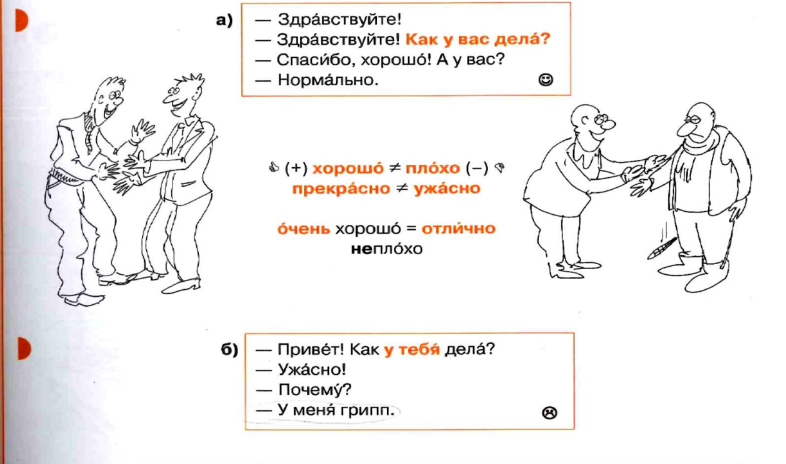 а)
— Здра́вствуйте!
— Здра́вствуйте! Как у вас дела́?
— Спаси́бо, хорошо́! А у вас?
— Норма́льно.
(+) хорошо́ ≠ пло́хо (–)
прекра́сно ≠ ужа́сно
о́чень хорошо́ = отли́чно
непло́хо
б)
— Приве́т! Как у тебя́ дела́?
— Ужа́сно!
— Почему́?
— У меня́ грипп.